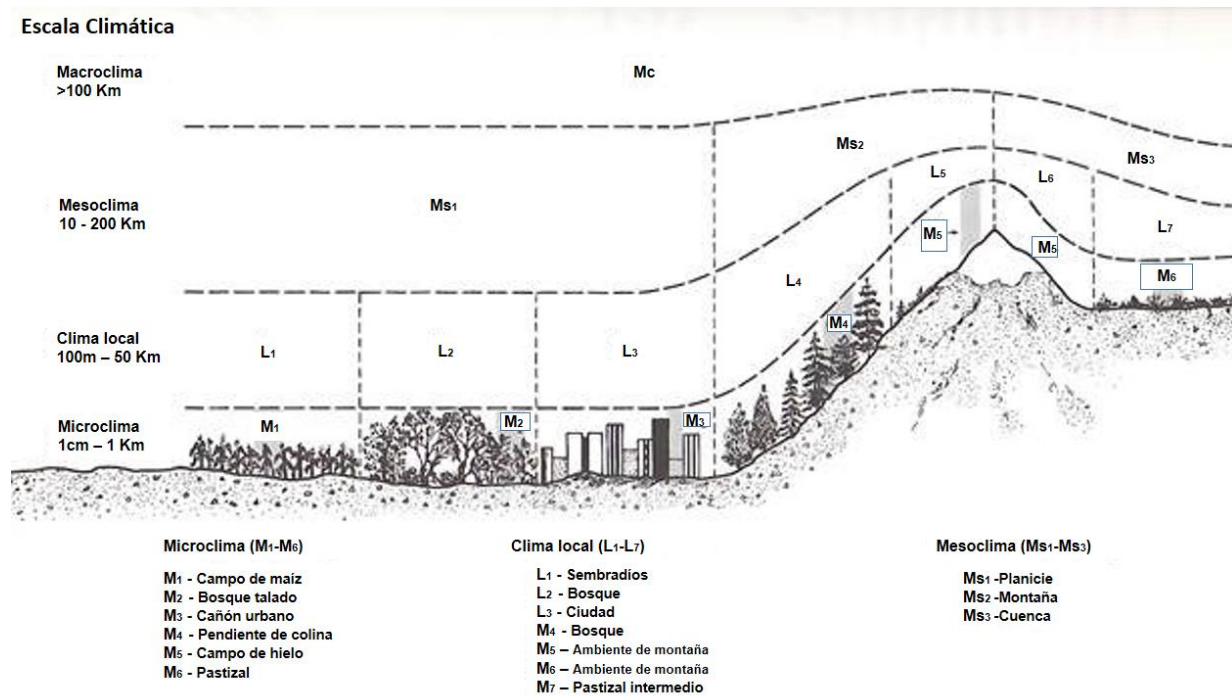 Escala Climática
Macroclima
>100 Km
Mc
Ms2
Ms3
Mesoclima
10 - 200 Km
Ms1
L5
L6
L7
M5
M5
M6
L4
M4
Clima local
100m – 50 Km
L1
L2
L3
Microclima
1cm – 1 Km
M1
M2
M3
Microclima (M1-M6)
M1 - Campo de maíz
M2 - Bosque talado
M3 - Cañón urbano
M4 - Pendiente de colina
M5 - Campo de hielo
M6 - Pastizal
Clima local (L1-L7)
L1 - Sembradíos
L2 - Bosque
L3 - Ciudad
M4 - Bosque
M5 – Ambiente de montaña
M6 – Ambiente de montaña
M7 – Pastizal intermedio
Mesoclima (Ms1-Ms3)
Ms1 -Planicie
Ms2 -Montaña
Ms3 -Cuenca